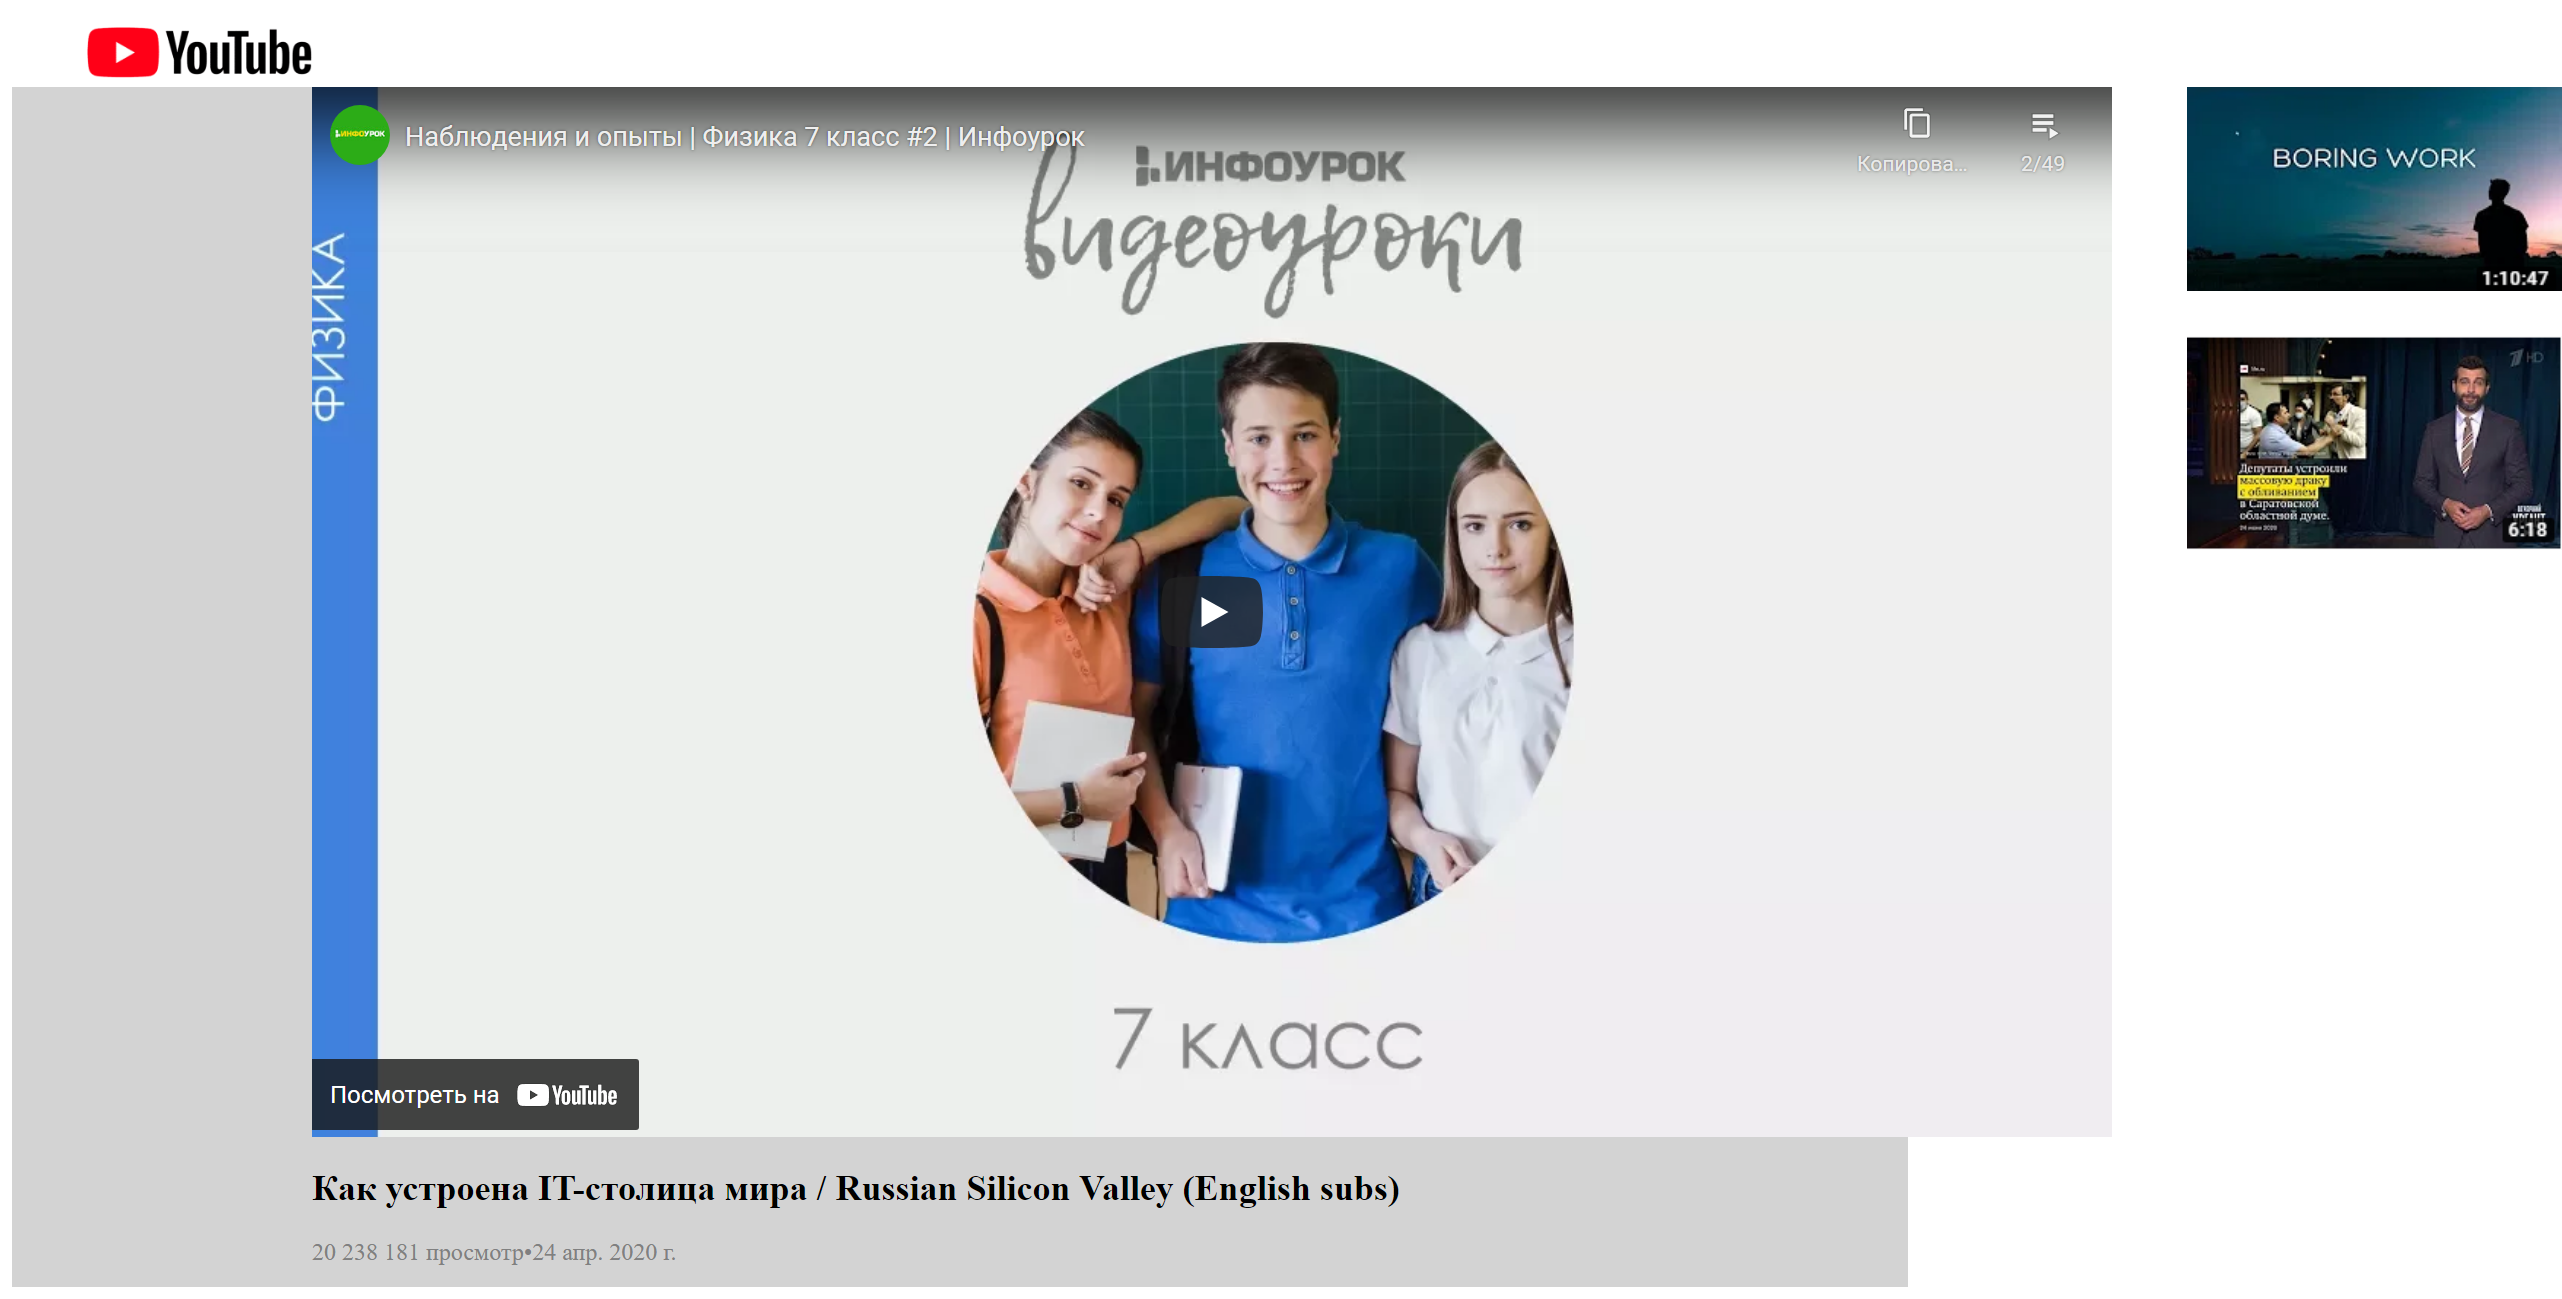 YouTube
ИНФОУРОК
Наблюдения и опыты | Физика 7 класс #2 | Инфоурок
Копирова...
2/49
ИНФОУРОК
видеоуроки
ФИЗИКА
7 класс
Посмотреть на YouTube
Как устроена IT-столица мира / Russian Silicon Valley (English subs)
20 238 181 просмотр•24 апр. 2020 г.
BORING WORK
1:10:47
HD
Депутаты устроили
массовую драку
с обливанием
в Саратовской
областной думе.
6:18